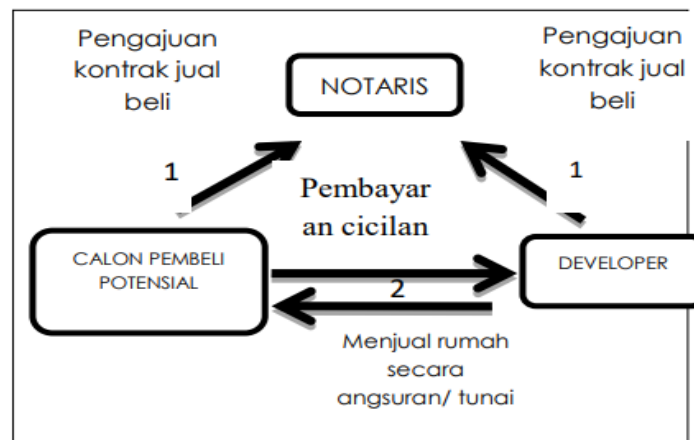 Pengajuan
kontrak jual
beli
NOTARIS
Pengajuan
kontrak jual
beli
1
1
Pembayar
an cicilan
CALON PEMBELI
POTENSIAL
DEVELOPER
2
Menjual rumah
secara
angsuran/ tunai